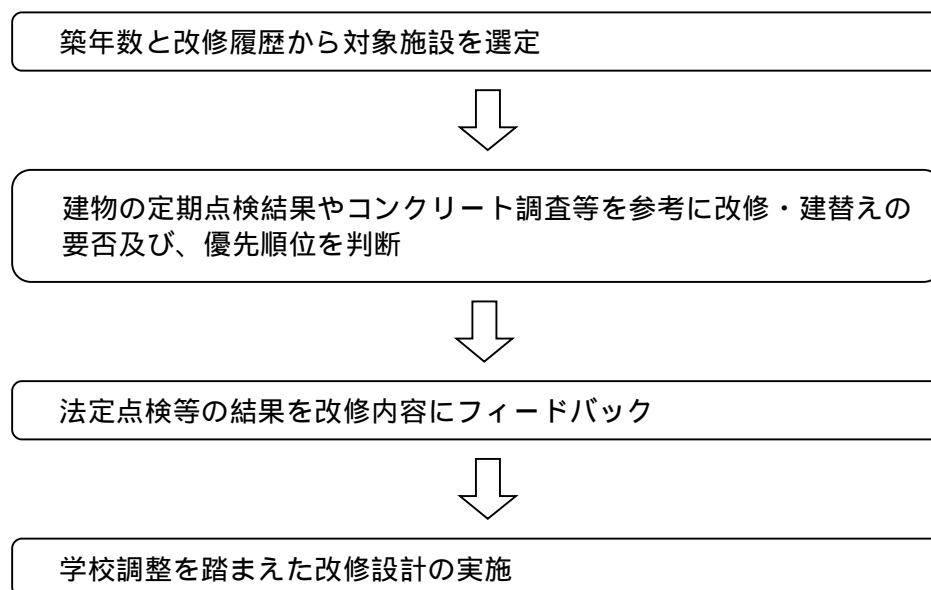 築年数と改修履歴から対象施設を選定
建物の定期点検結果やコンクリート調査等を参考に改修・建替えの
要否及び、優先順位を判断
法定点検等の結果を改修内容にフィードバック
学校調整を踏まえた改修設計の実施